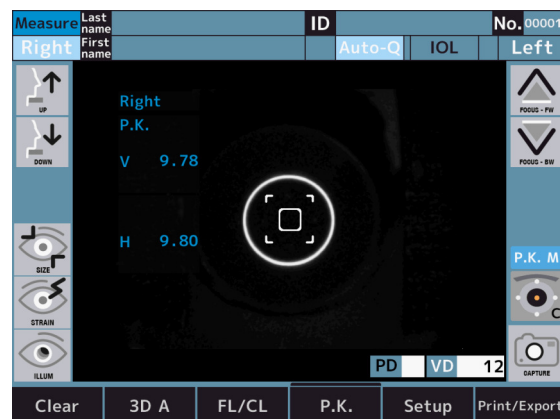 Measure Last name ID No. 00001
Right First name Auto-Q IOL Left
UP
FOCUS - FW
Right
P.K.
DOWN
FOCUS - BW
V 9.78
H 9.80
SIZE
P.K. M
STRAIN
C
ILLUM
CAPTURE
PD VD 12
Clear 3D A FL/CL P.K. Setup Print/Export